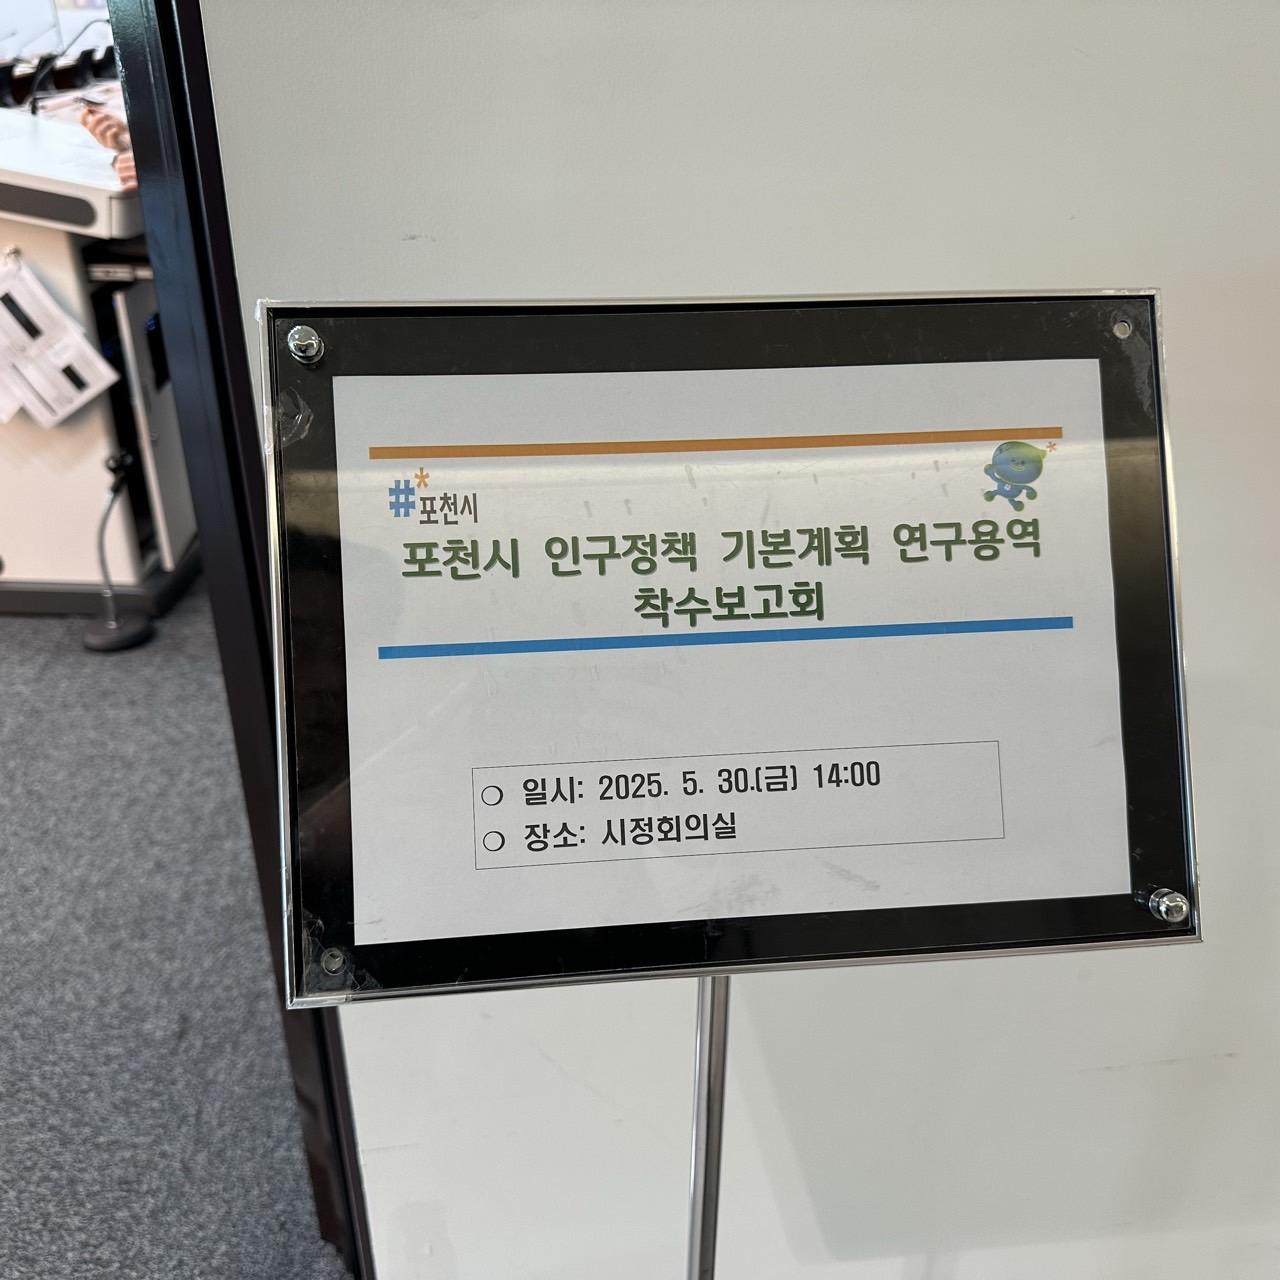 #*포천시
포천시 인구정책 기본계획 연구용역
착수보고회
○ 일시: 2025. 5. 30.(금) 14:00
○ 장소: 시정회의실